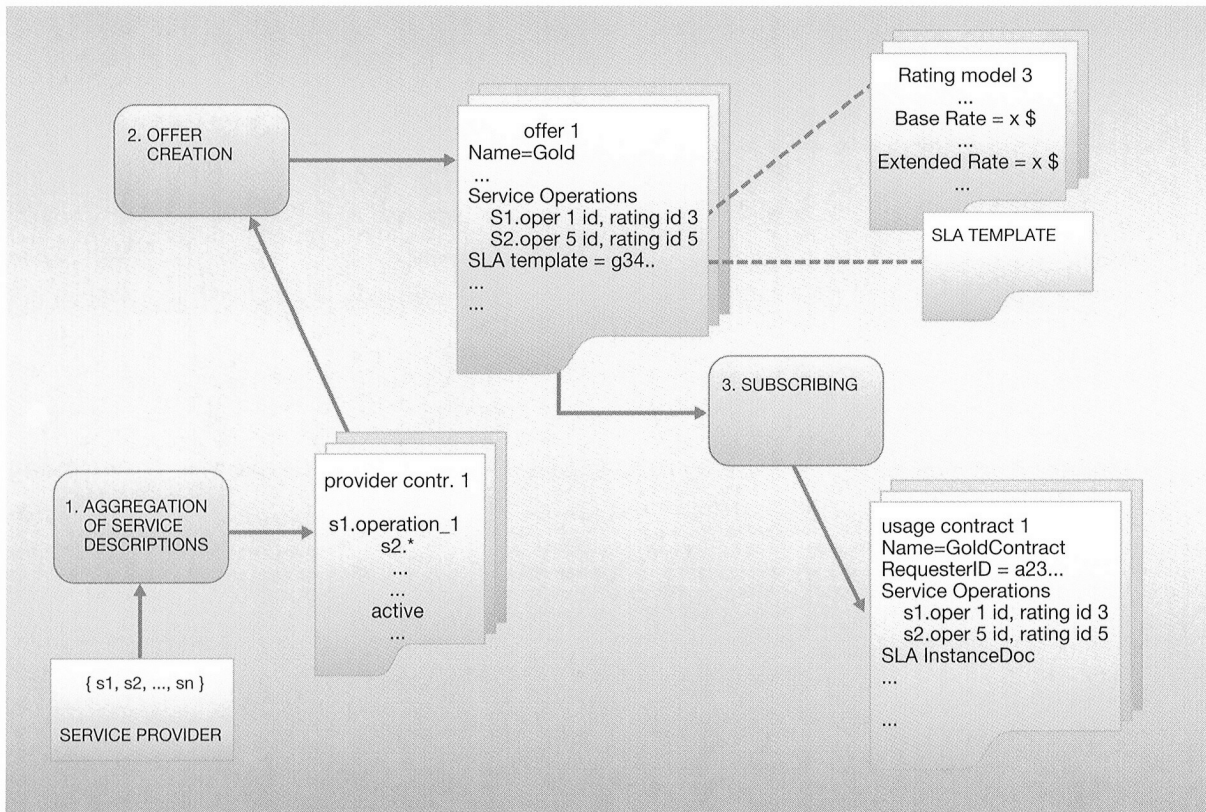 2. OFFER
CREATION
offer 1
Name=Gold
...
Service Operations
S1.oper 1 id, rating id 3
S2.oper 5 id, rating id 5
SLA template = g34..
...
...
Rating model 3
...
Base Rate = x $
...
Extended Rate = x $
...
SLA TEMPLATE
3. SUBSCRIBING
1. AGGREGATION
OF SERVICE
DESCRIPTIONS
provider contr. 1
s1.operation_1
s2.*
...
...
active
...
{ s1, s2, ..., sn }
SERVICE PROVIDER
usage contract 1
Name=GoldContract
RequesterID = a23...
Service Operations
s1.oper 1 id, rating id 3
s2.oper 5 id, rating id 5
SLA InstanceDoc
...
...